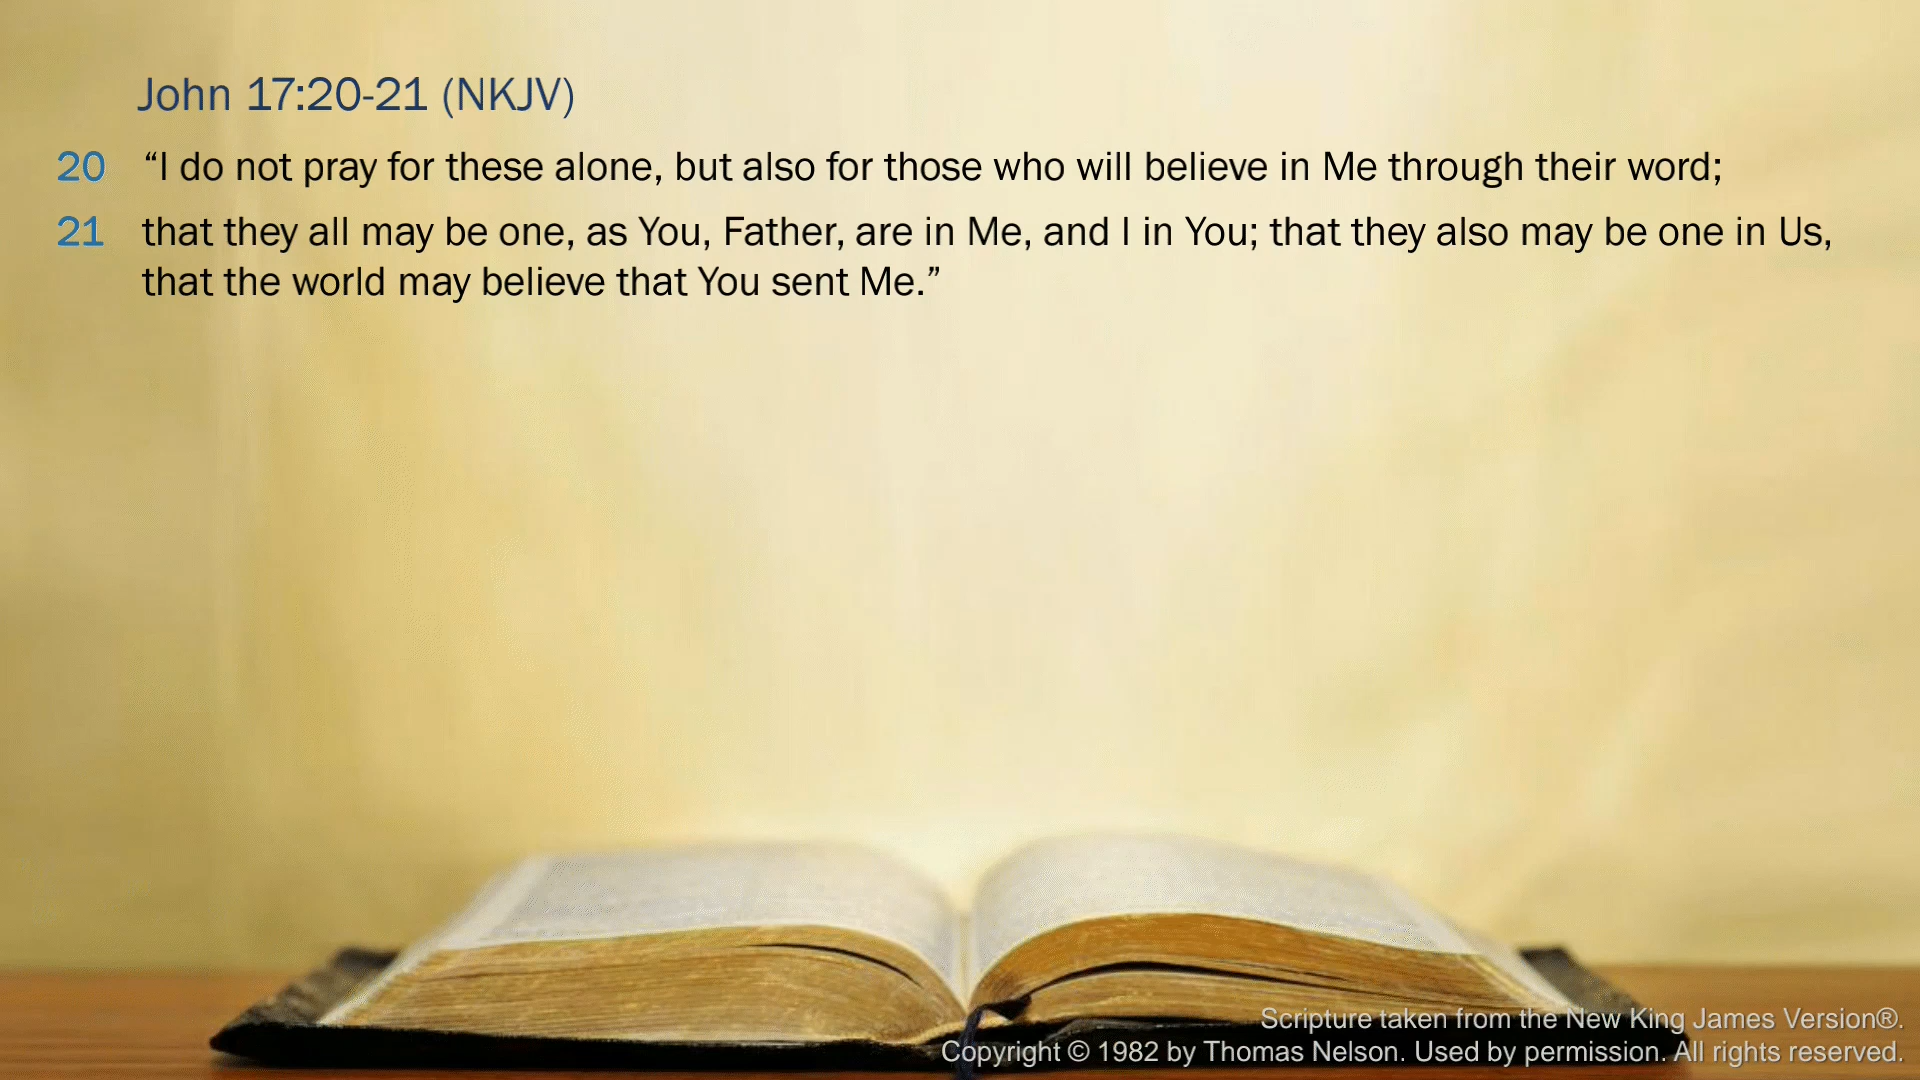 John 17:20-21 (NKJV)
20 “I do not pray for these alone, but also for those who will believe in Me through their word;
21 that they all may be one, as You, Father, are in Me, and I in You; that they also may be one in Us,
that the world may believe that You sent Me.”
Scripture taken from the New King James Version®.
Copyright © 1982 by Thomas Nelson. Used by permission. All rights reserved.